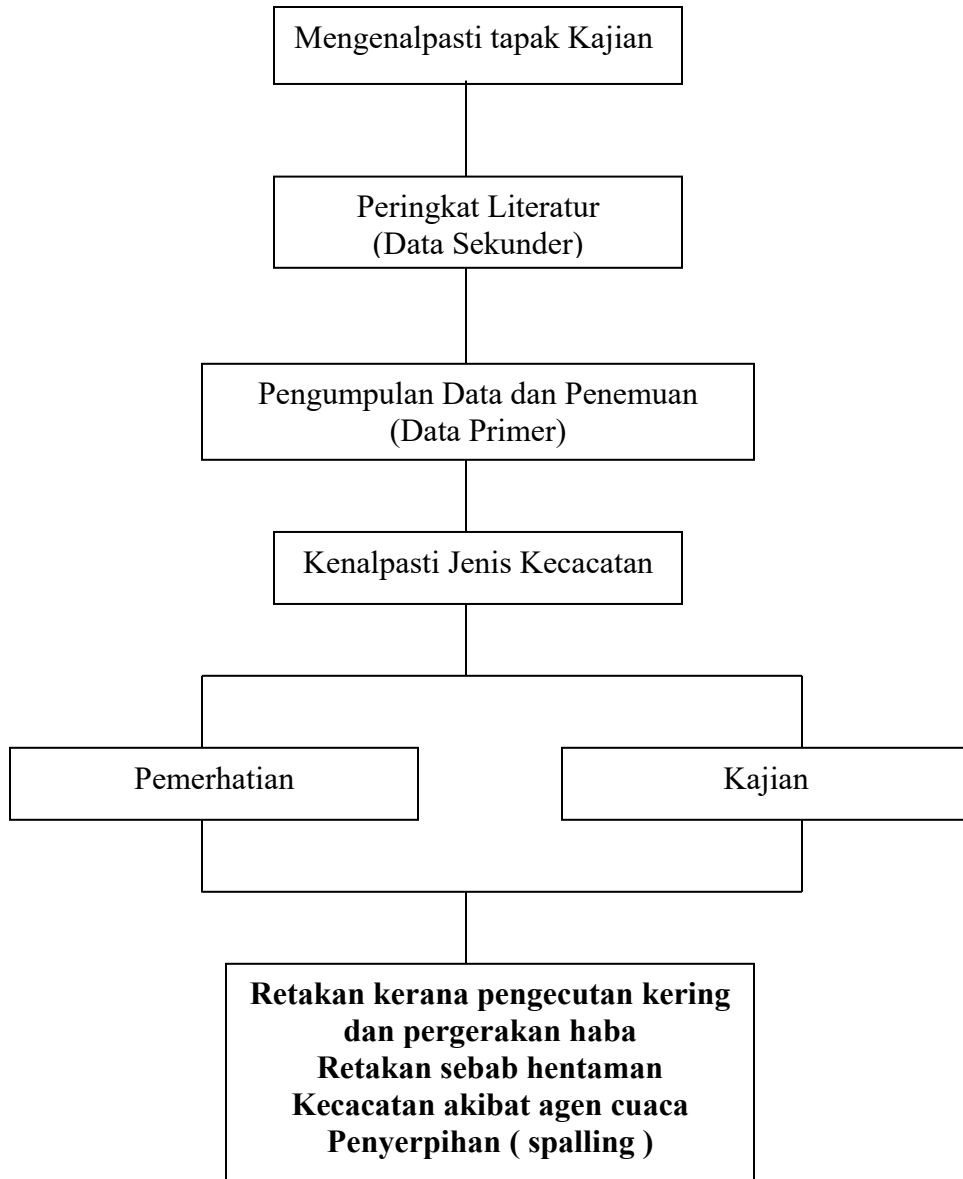 Mengenalpasti tapak Kajian
Peringkat Literatur
(Data Sekunder)
Pengumpulan Data dan Penemuan
(Data Primer)
Kenalpasti Jenis Kecacatan
Pemerhatian
Kajian
Retakan kerana pengecutan kering
dan pergerakan haba
Retakan sebab hentaman
Kecacatan akibat agen cuaca
Penyerpihan ( spalling )